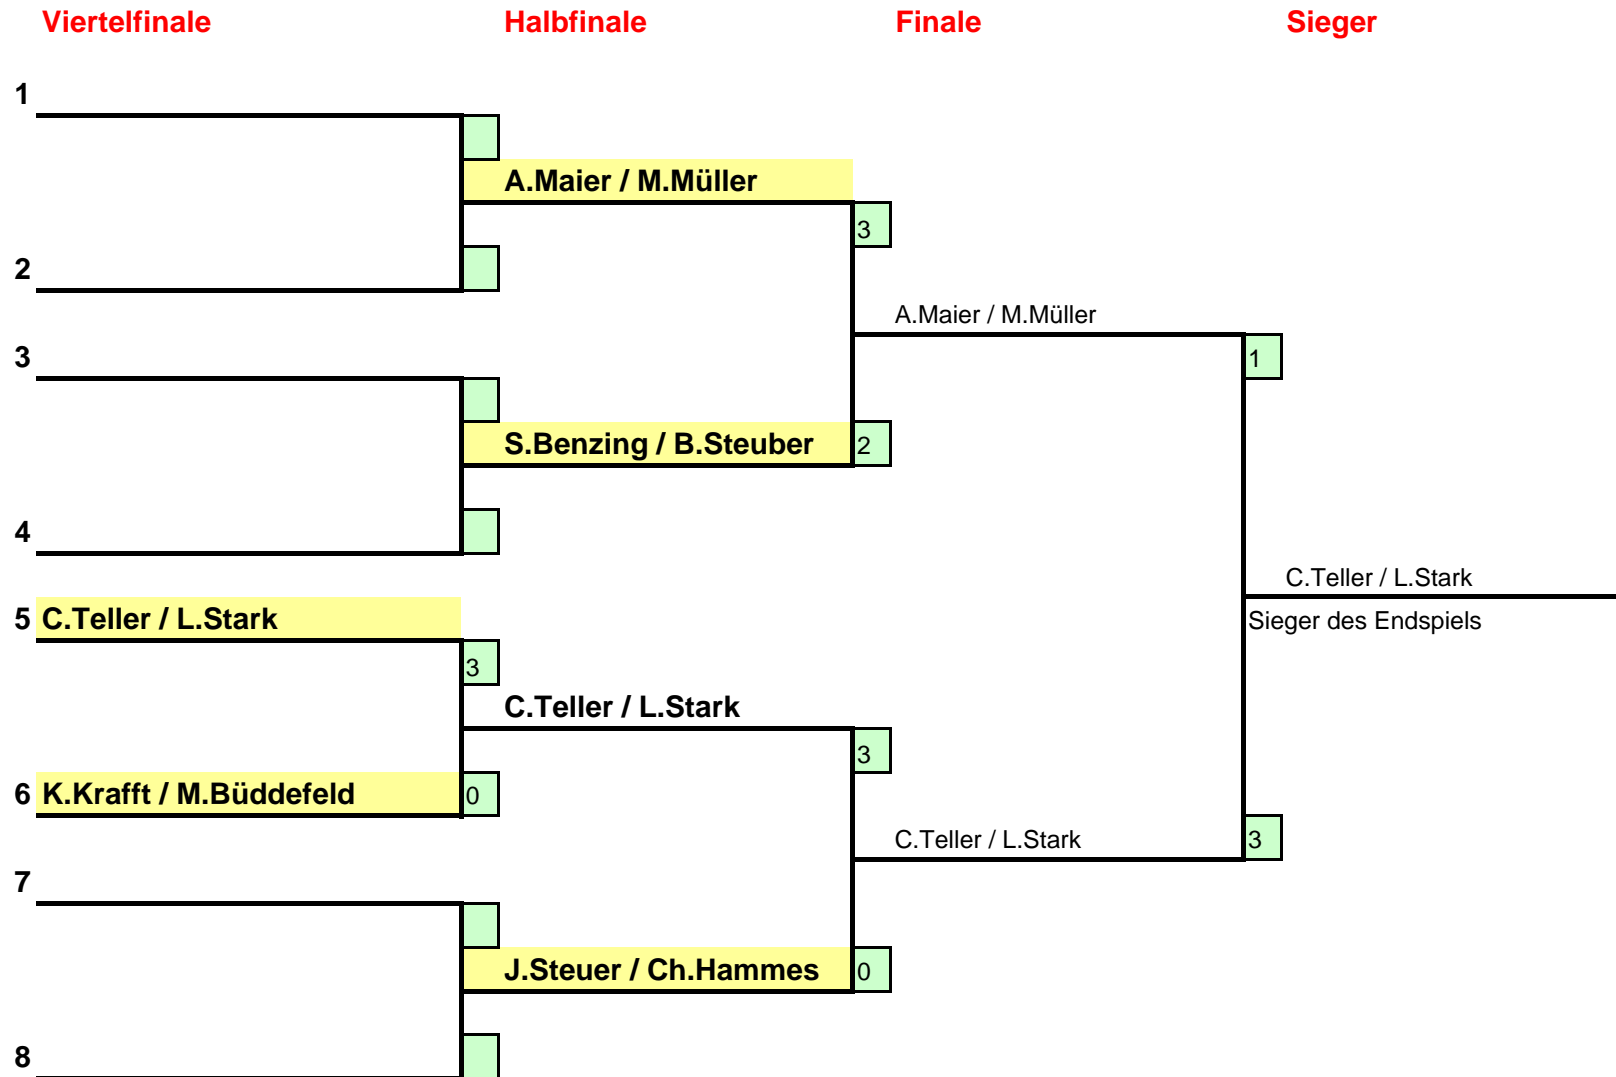 Viertelfinale Halbfinale Finale Sieger
1
A.Maier / M.Müller
3
2
A.Maier / M.Müller
3
1
S.Benzing / B.Steuber 2
4
C.Teller / L.Stark
5 C.Teller / L.Stark
Sieger des Endspiels
3
C.Teller / L.Stark
3
6 K.Krafft / M.Büddefeld 0
C.Teller / L.Stark 3
7
J.Steuer / Ch.Hammes 0
8